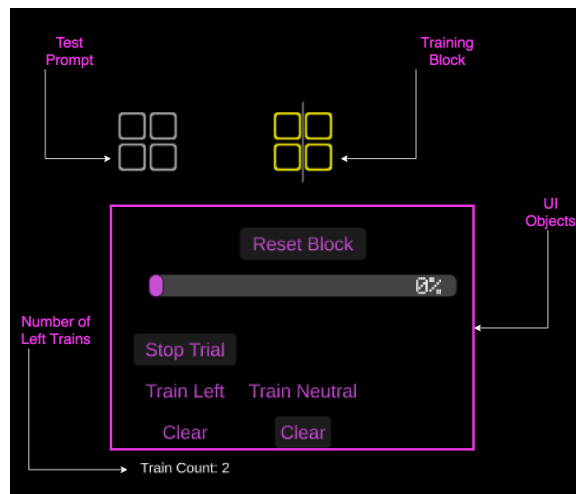 Test
Prompt
Training
Block
UI
Objects
Reset Block
0%
Number of
Left Trains
Stop Trial
Train Left
Train Neutral
Clear
Clear
Train Count: 2